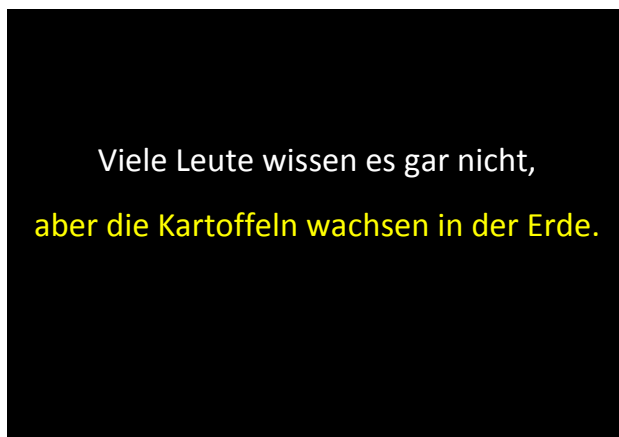 Viele Leute wissen es gar nicht,
aber die Kartoffeln wachsen in der Erde.